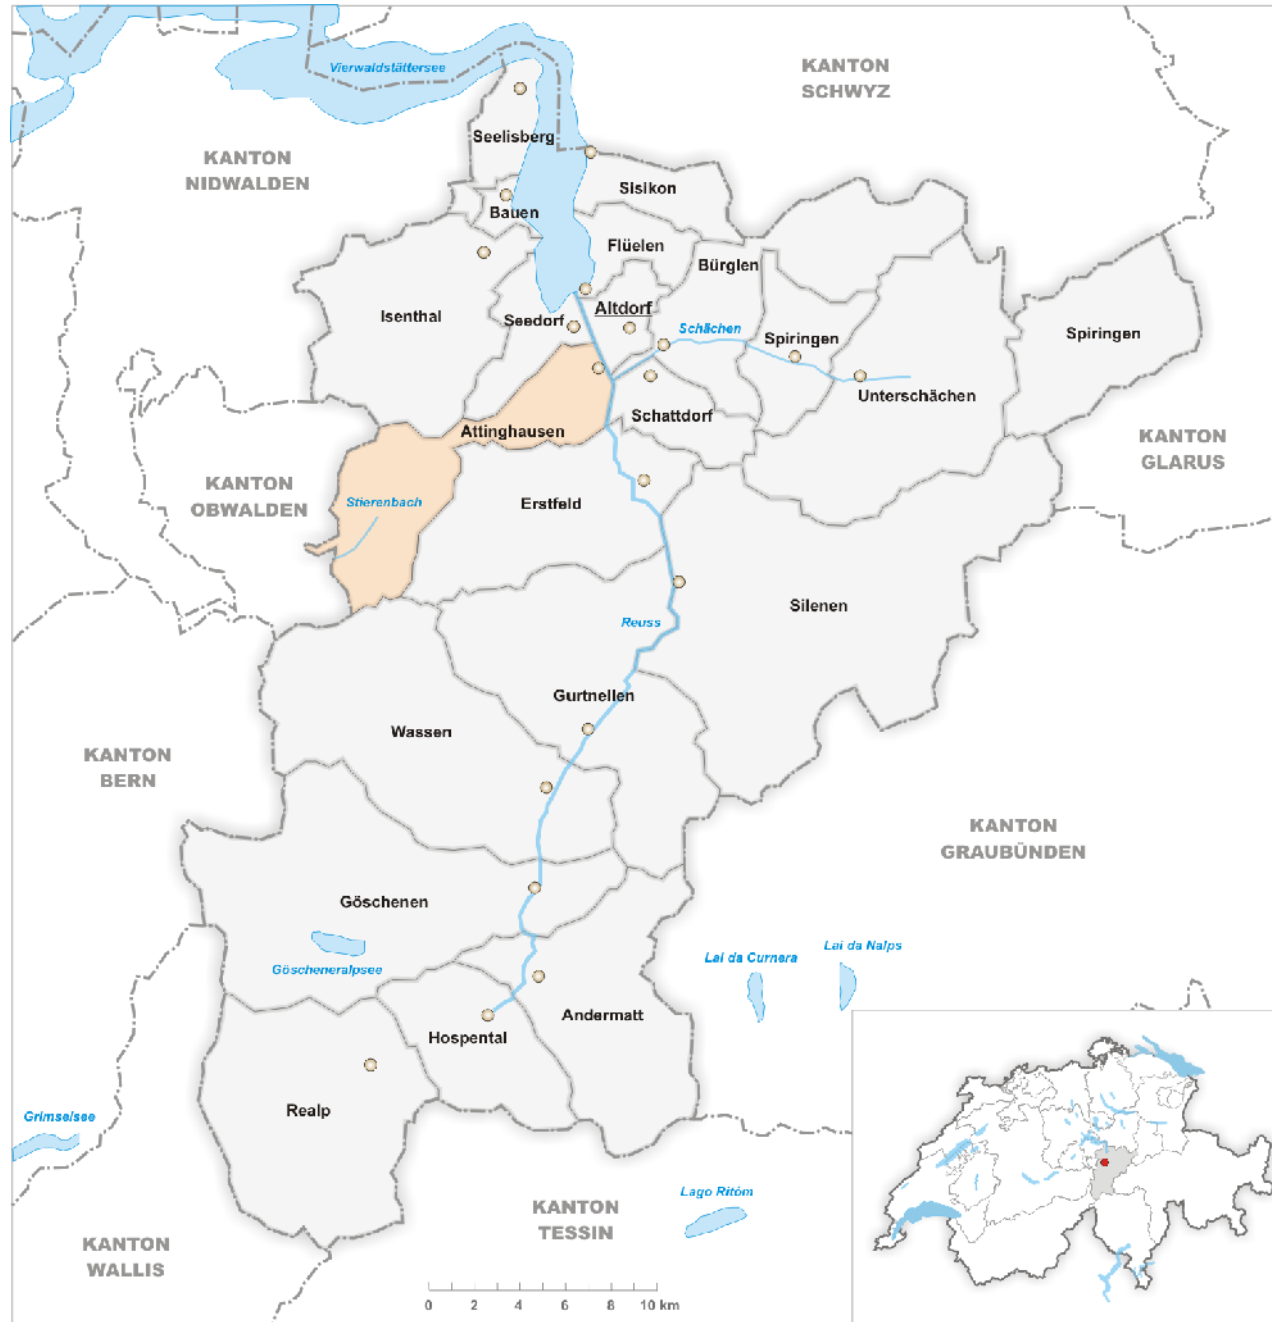 Vierwaldstättersee
KANTON
SCHWYZ
Seelisberg
KANTON
NIDWALDEN
Sisikon
Bauen
Flüelen
Bürglen
Altdorf
Isenthal
Seedorf
Schächen
Spiringen
Spiringen
Unterschächen
Schattdorf
Attinghausen
KANTON
GLARUS
KANTON
OBWALDEN
Stierenbach
Erstfeld
Silenen
Reuss
Gurtnellen
Wassen
KANTON
BERN
KANTON
GRAUBÜNDEN
Göschenen
Göscheneralpsee
Lai da Curnera
Lai da Nalps
Andermatt
Hospental
Realp
Grimselsee
Lago Ritóm
KANTON
TESSIN
KANTON
WALLIS
0 2 4 6 8 10 km